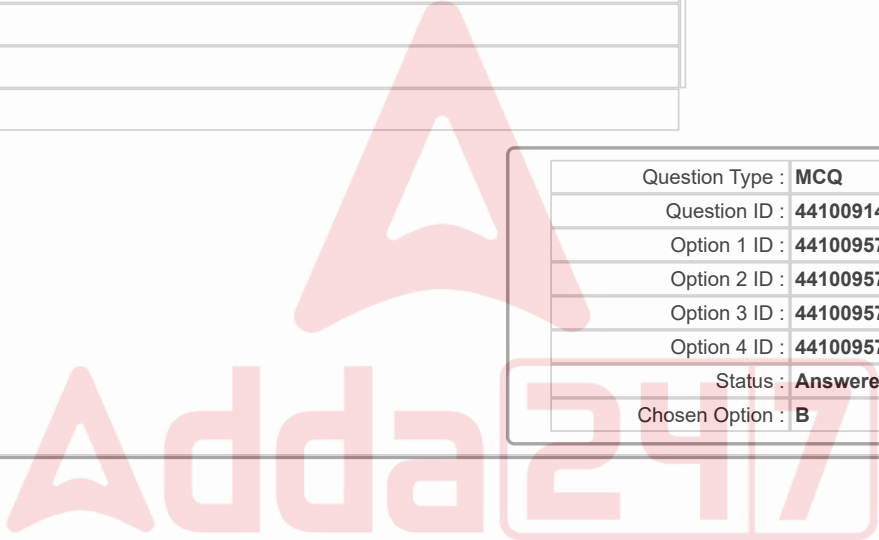 Question Type : MCQ
Question ID : 44100914
Option 1 ID : 44100957
Option 2 ID : 44100957
Option 3 ID : 44100957
Option 4 ID : 44100957
Status : Answere
Chosen Option : B
Adda247